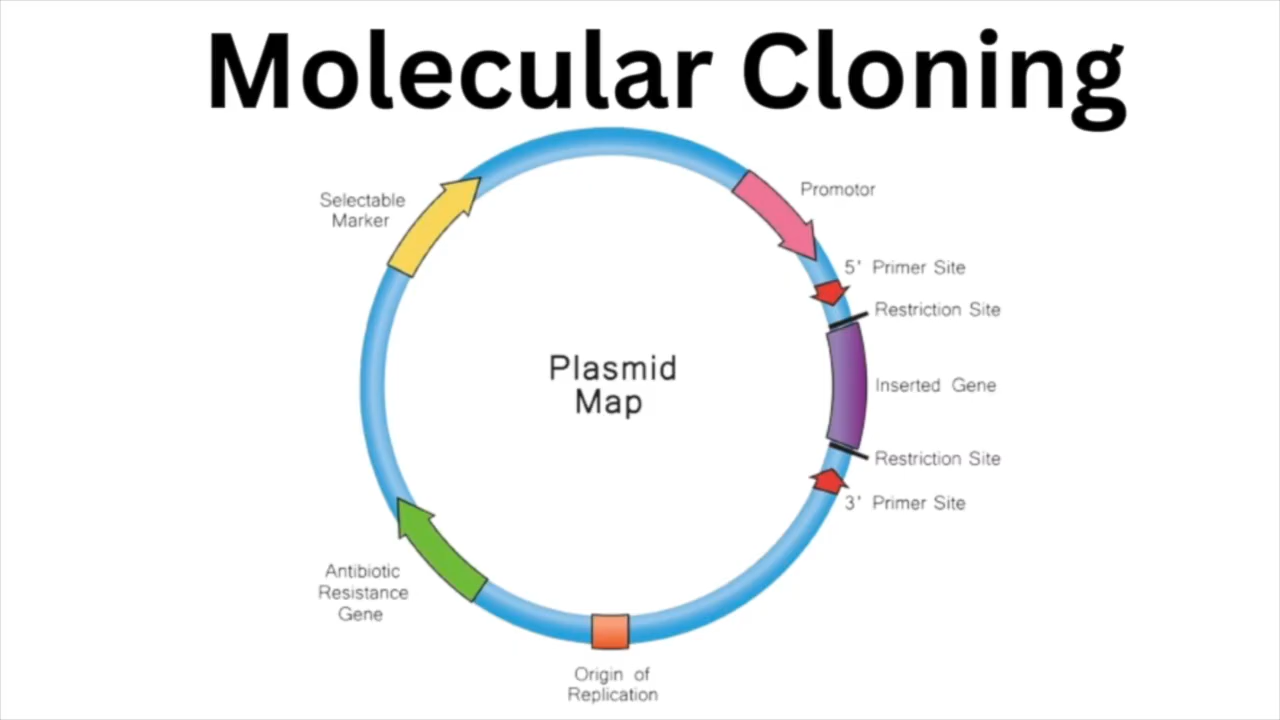 Molecular Cloning
Selectable
Marker
Promotor
5' Primer Site
Restriction Site
Plasmid
Map
Inserted Gene
Restriction Site
3' Primer Site
Antibiotic
Resistance
Gene
Origin of
Replication